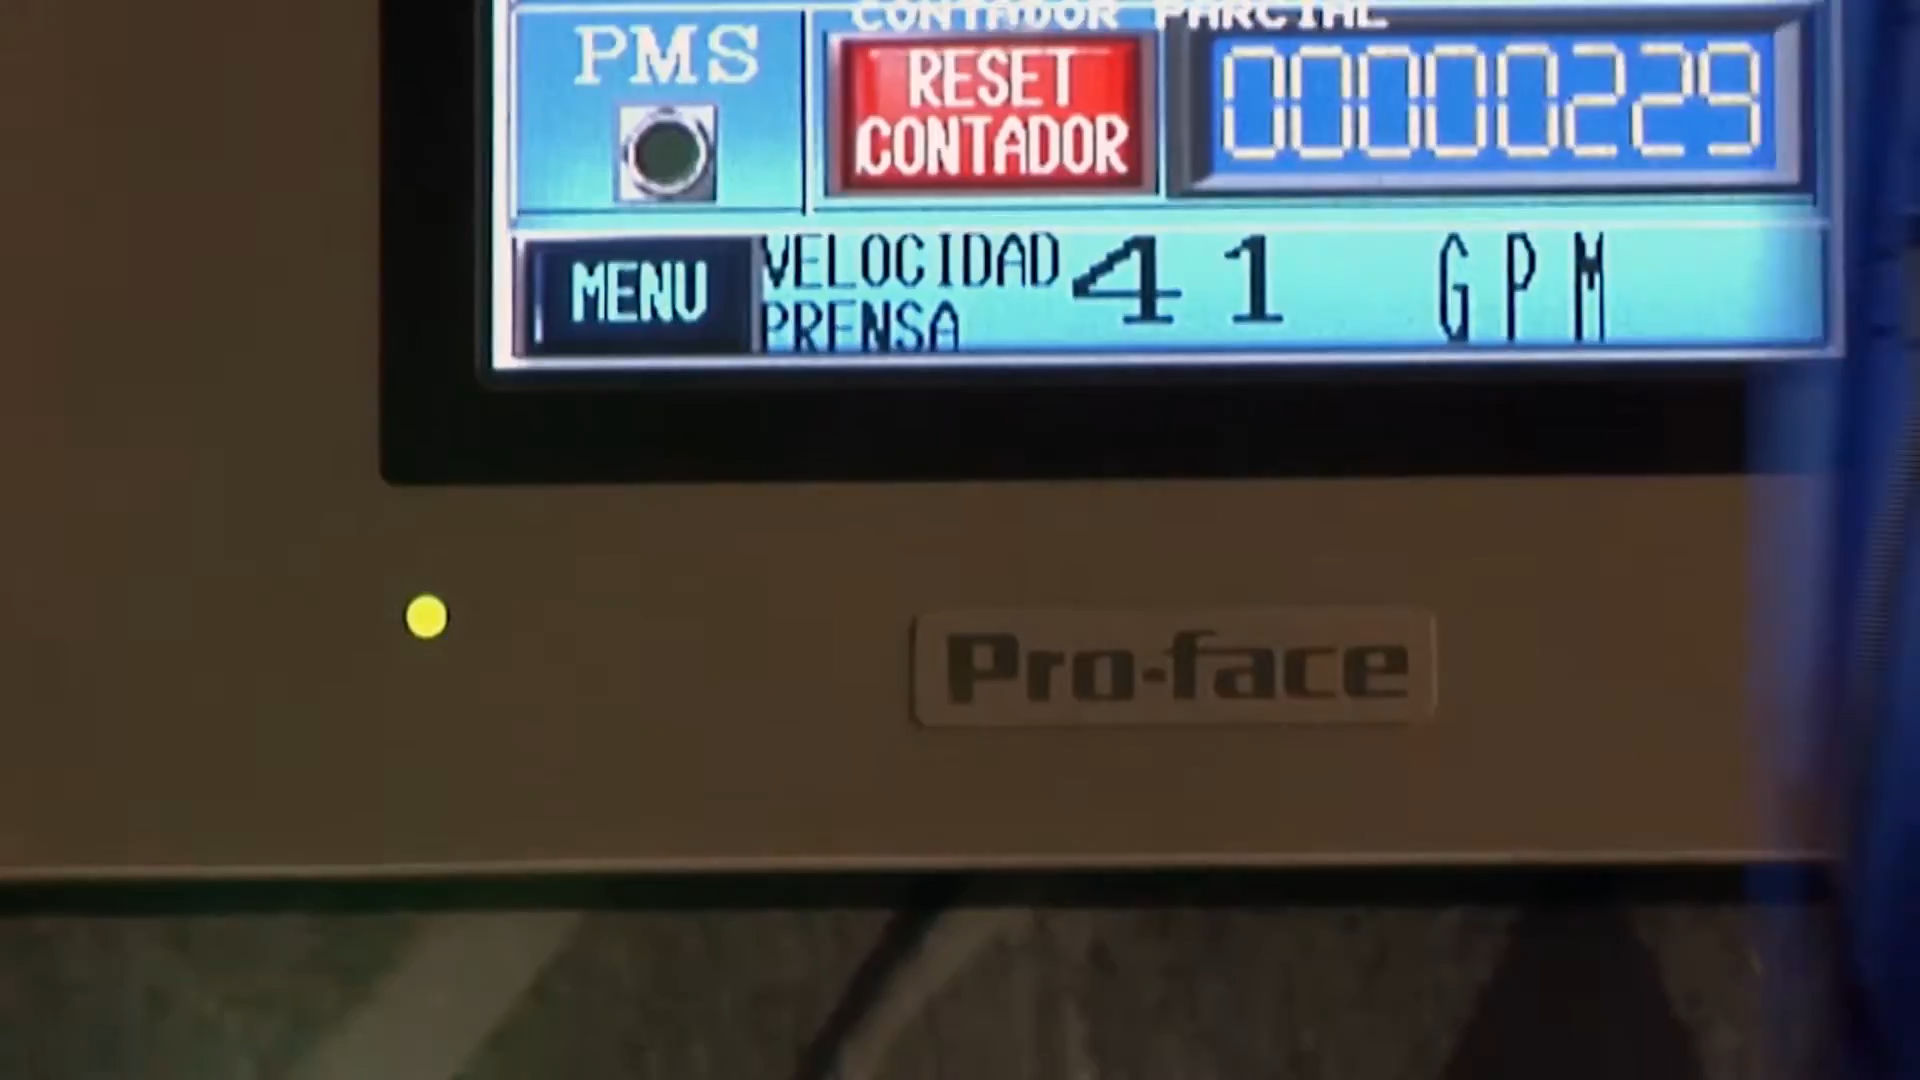 CONTADOR PARCIAL
PMS
RESET
CONTADOR
00000229
MENU
VELOCIDAD
PRENSA
41 GPM
Pro-face